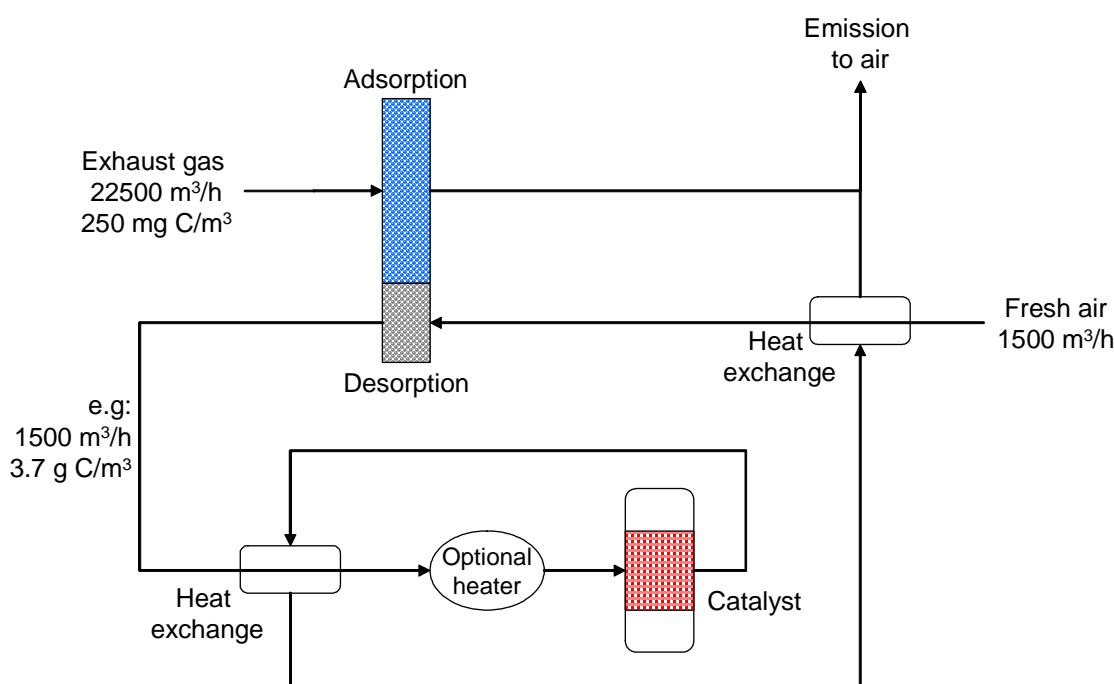 Emission
to air
Adsorption
Exhaust gas
22500 m³/h
250 mg C/m³
Fresh air
1500 m³/h
Heat
exchange
Desorption
e.g:
1500 m³/h
3.7 g C/m³
Optional
heater
Heat
exchange
Catalyst